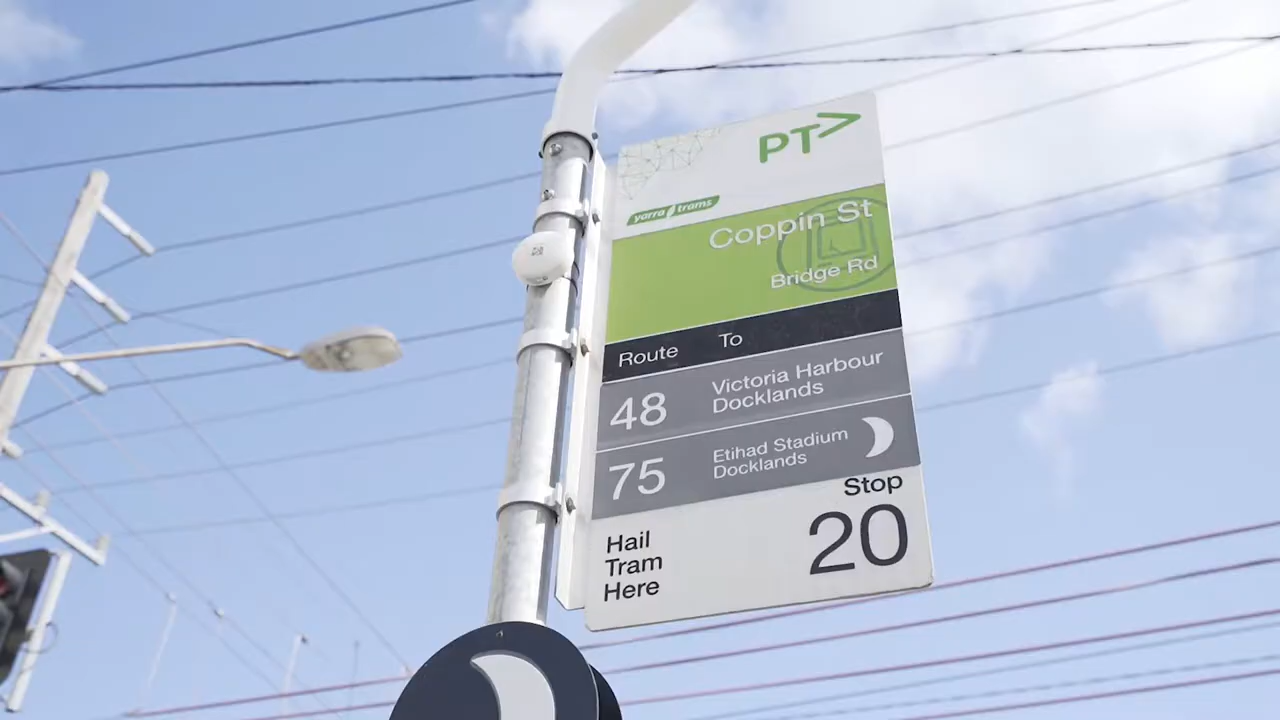 PT>
yarra trams
Coppin St
Bridge Rd
Route To
48 Victoria Harbour
Docklands
75 Etihad Stadium
Docklands
Stop
20
Hail
Tram
Here